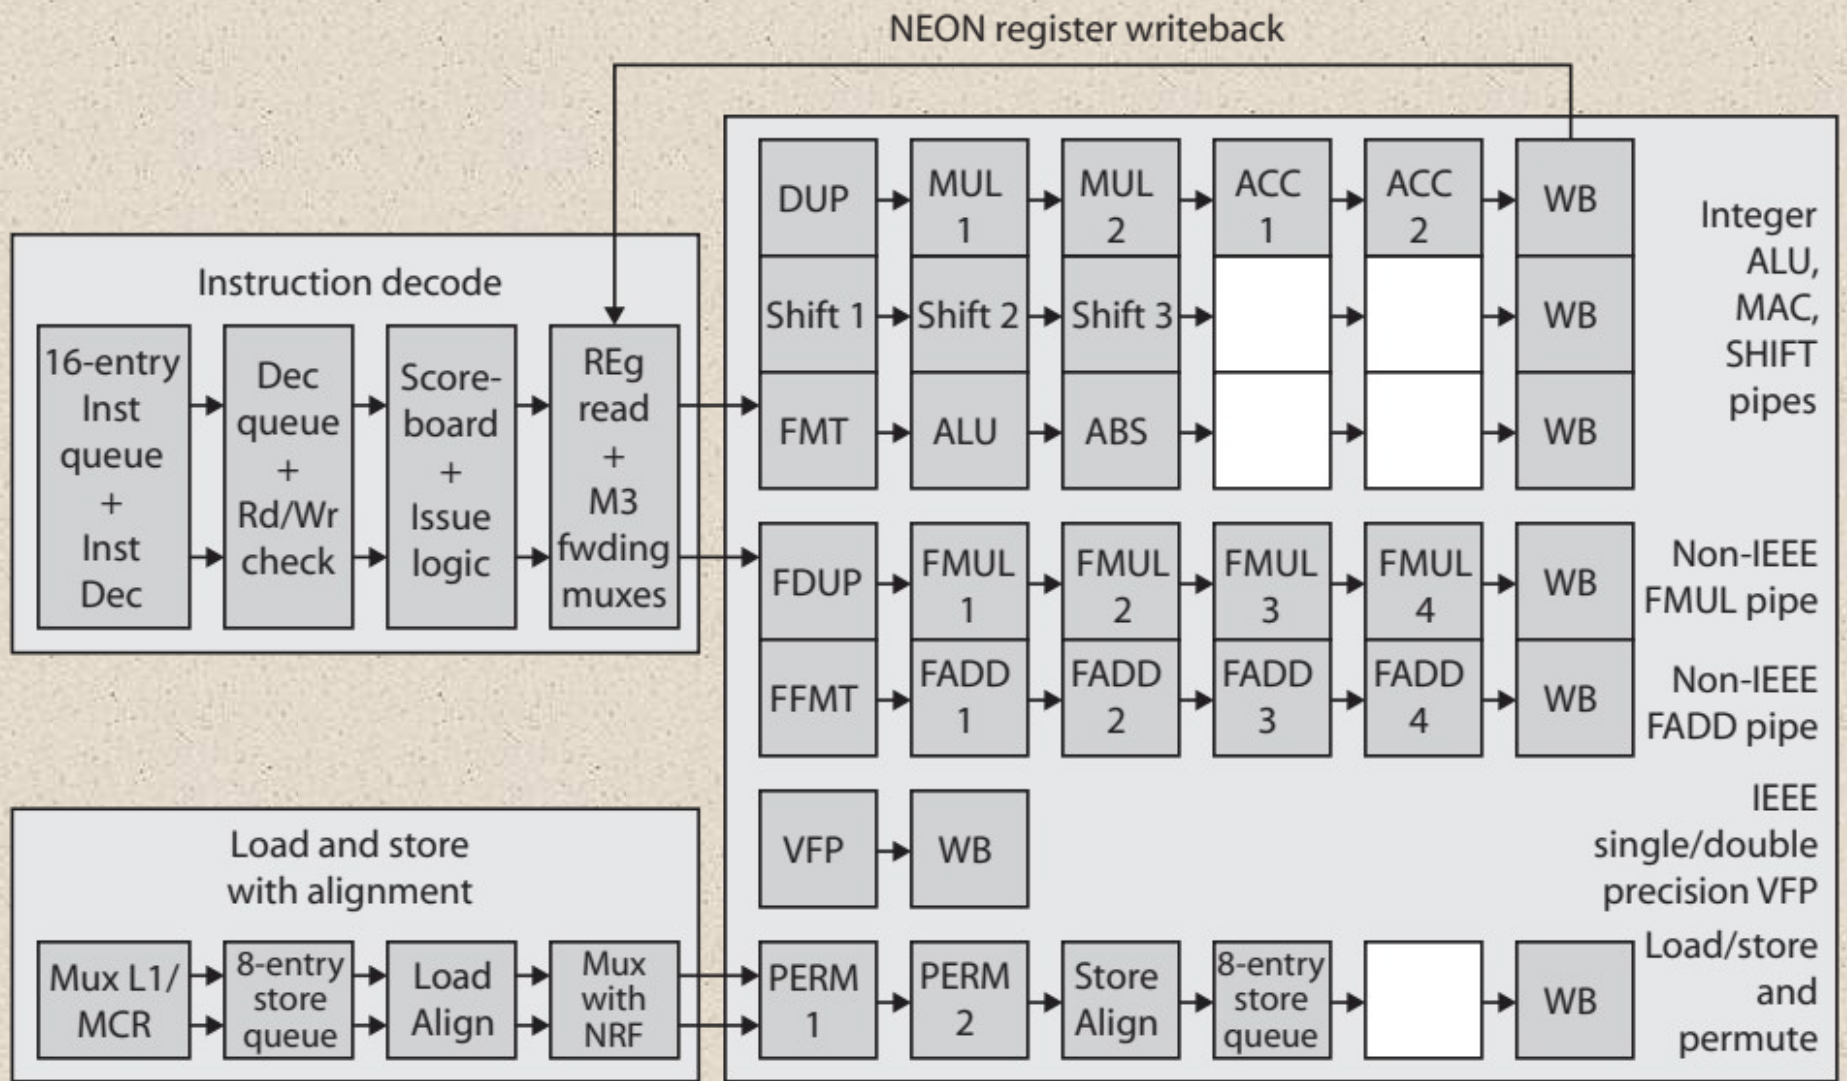 NEON register writeback
Instruction decode
16-entry
Inst
queue
+
Inst
Dec
Dec
queue
+
Rd/Wr
check
Score-
board
+
Issue
logic
REg
read
+
M3
fwding
muxes
DUP
MUL
1
MUL
2
ACC
1
ACC
2
WB
Shift 1
Shift 2
Shift 3
WB
FMT
ALU
ABS
WB
Integer
ALU,
MAC,
SHIFT
pipes
FDUP
FMUL
1
FMUL
2
FMUL
3
FMUL
4
WB
Non-IEEE
FMUL pipe
FFMT
FADD
1
FADD
2
FADD
3
FADD
4
WB
Non-IEEE
FADD pipe
VFP
WB
IEEE
single/double
precision VFP
Load and store
with alignment
Mux L1/
MCR
8-entry
store
queue
Load
Align
Mux
with
NRF
PERM
1
PERM
2
Store
Align
8-entry
store
queue
WB
Load/store
and
permute